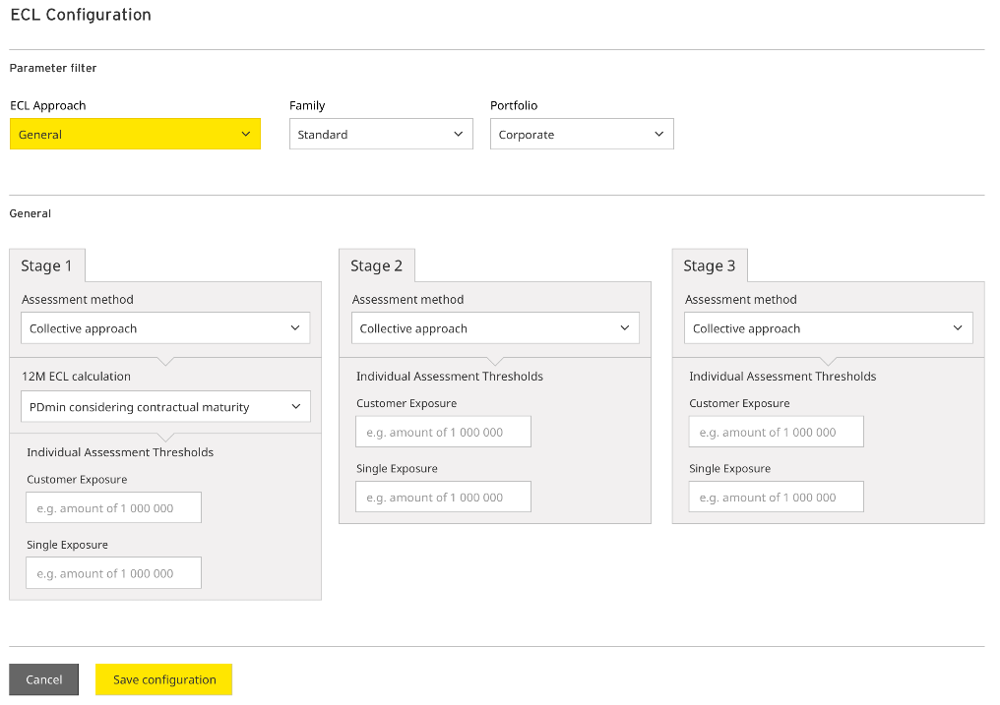 ECL Configuration
Parameter filter
ECL Approach
General
Family
Standard
Portfolio
Corporate
General
Stage 1
Assessment method
Collective approach
12M ECL calculation
PDmin considering contractual maturity
Individual Assessment Thresholds
Customer Exposure
e.g. amount of 1 000 000
Single Exposure
e.g. amount of 1 000 000
Stage 2
Assessment method
Collective approach
Individual Assessment Thresholds
Customer Exposure
e.g. amount of 1 000 000
Single Exposure
e.g. amount of 1 000 000
Stage 3
Assessment method
Collective approach
Individual Assessment Thresholds
Customer Exposure
e.g. amount of 1 000 000
Single Exposure
e.g. amount of 1 000 000
Cancel
Save configuration